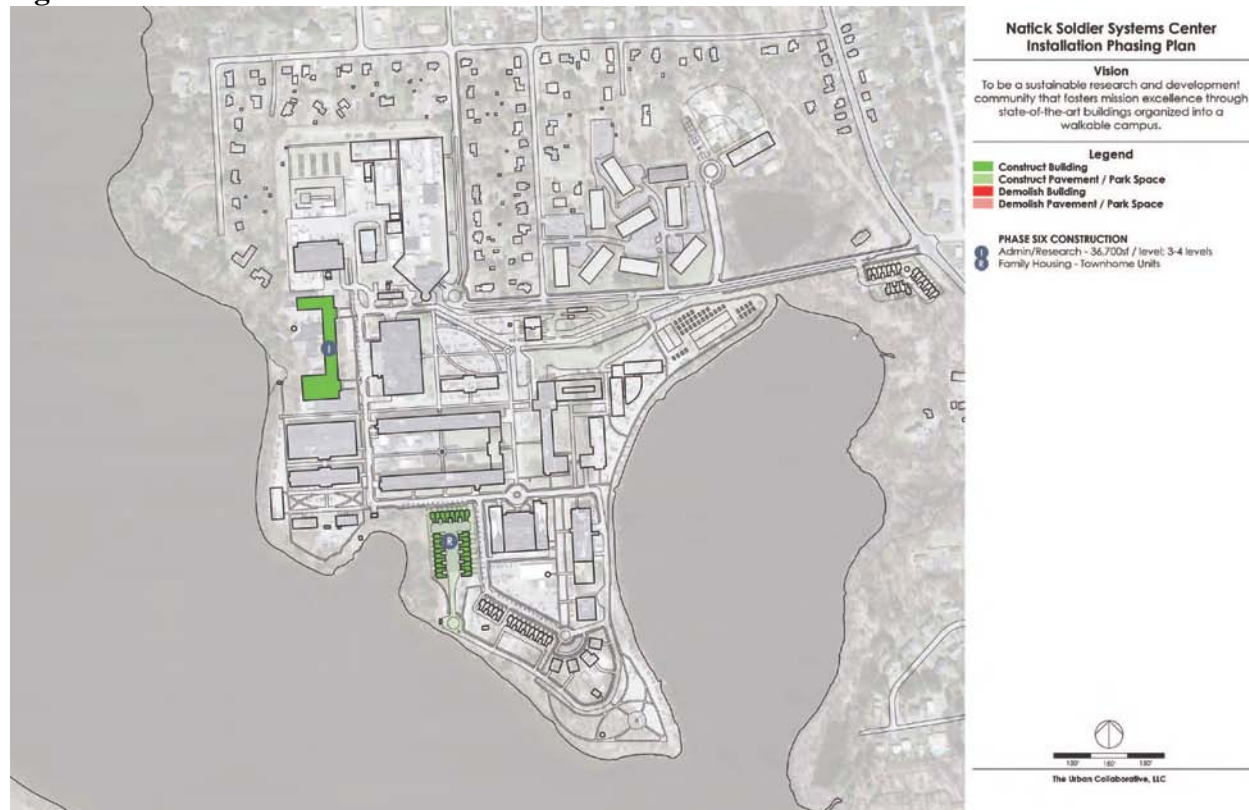 Natick Soldier Systems Center
Installation Phasing Plan
Vision
To be a sustainable research and development
community that fosters mission excellence through
state-of-the-art buildings organized into a
walkable campus.
Legend
Construct Building
Construct Pavement / Park Space
Demolish Building
Demolish Pavement / Park Space
PHASE SIX CONSTRUCTION
I Admin/Research - 36,700sf / level; 3-4 levels
R Family Housing - Townhome Units
I
R
The Urban Collaborative, LLC